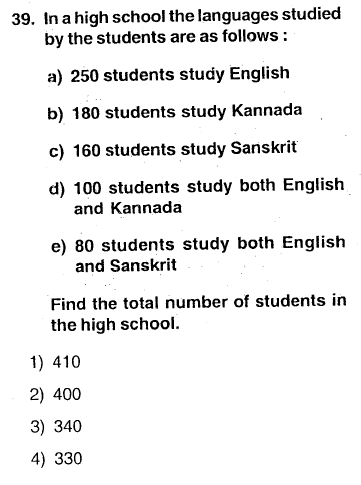 39. In a high school the languages studied
by the students are as follows :
a) 250 students study English
b) 180 students study Kannada
c) 160 students study Sanskrit
d) 100 students study both English
and Kannada
e) 80 students study both English
and Sanskrit
Find the total number of students in
the high school.
1) 410
2) 400
3) 340
4) 330